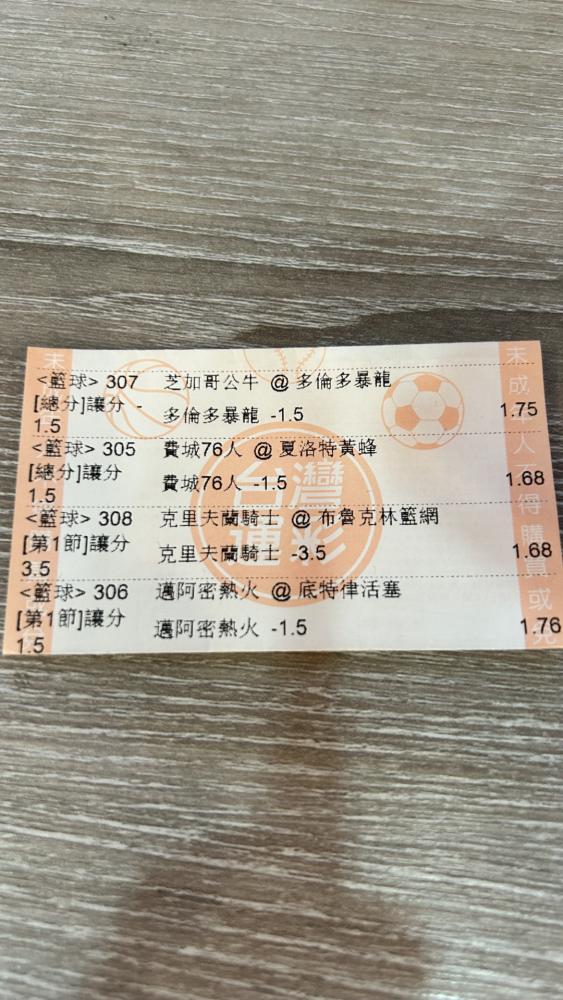 <籃球> 307 芝加哥公牛 @ 多倫多暴龍
[總分]讓分 - 多倫多暴龍 -1.5 1.75
1.5
<籃球> 305 費城76人 @ 夏洛特黃蜂
[總分]讓分 費城76人 -1.5 1.68
1.5
<籃球> 308 克里夫蘭騎士 @ 布魯克林籃網
[第1節]讓分 克里夫蘭騎士 -3.5 1.68
3.5
<籃球> 306 邁阿密熱火 @ 底特律活塞
[第1節]讓分 邁阿密熱火 -1.5 1.76
1.5
台灣運彩
未成年人不得購買或兌